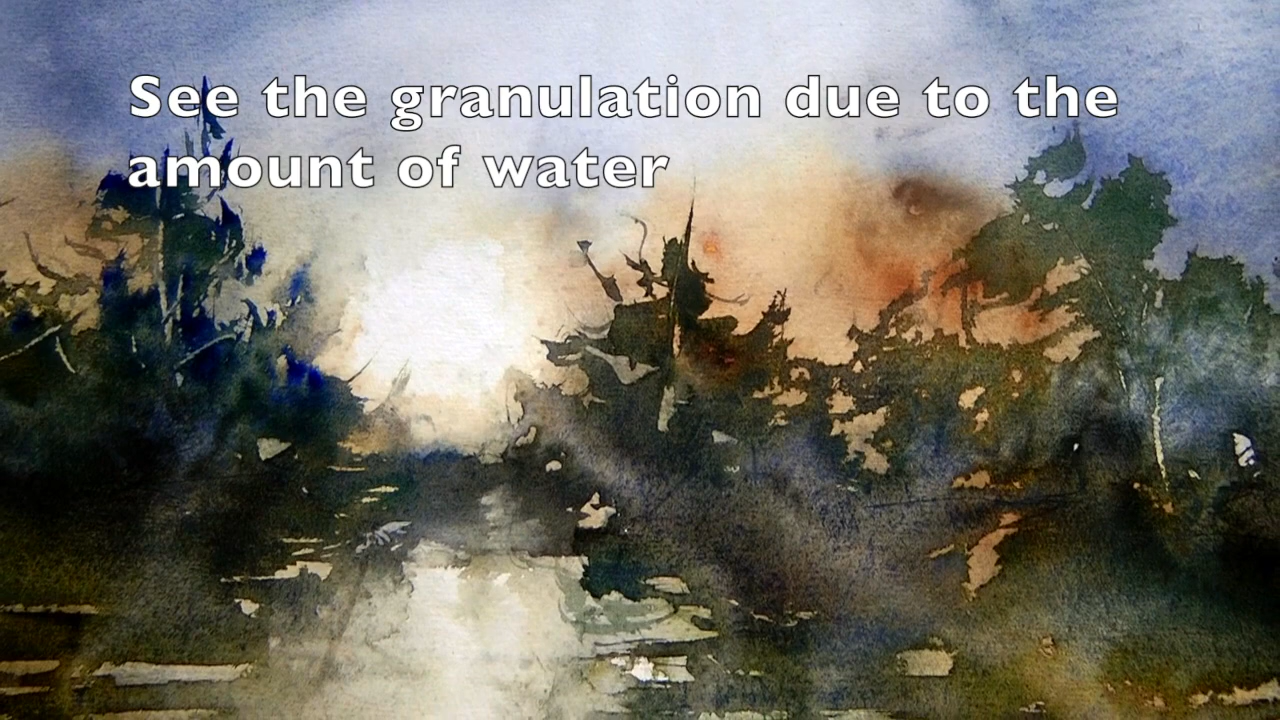 See the granulation due to the
amount of water